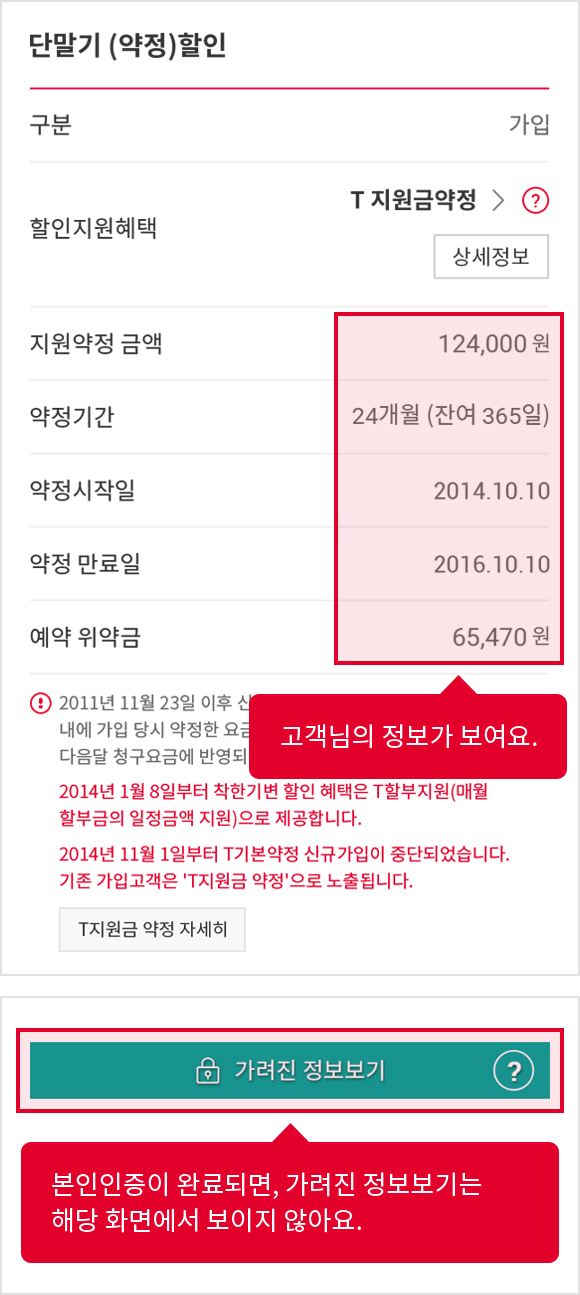 단말기 (약정)할인
구분 가입
할인지원혜택
T 지원금약정 > ?
상세정보
지원약정 금액 124,000 원
약정기간 24개월 (잔여 365일)
약정시작일 2014.10.10
약정 만료일 2016.10.10
예약 위약금 65,470 원
2011년 11월 23일 이후 신
내에 가입 당시 약정한 요금
다음달 청구요금에 반영되
고객님의 정보가 보여요.
2014년 1월 8일부터 착한기변 할인 혜택은 T할부지원(매월
할부금의 일정금액 지원)으로 제공합니다.
2014년 11월 1일부터 T기본약정 신규가입이 중단되었습니다.
기존 가입고객은 'T지원금 약정'으로 노출됩니다.
T지원금 약정 자세히
가려진 정보보기 ?
본인인증이 완료되면, 가려진 정보보기는
해당 화면에서 보이지 않아요.